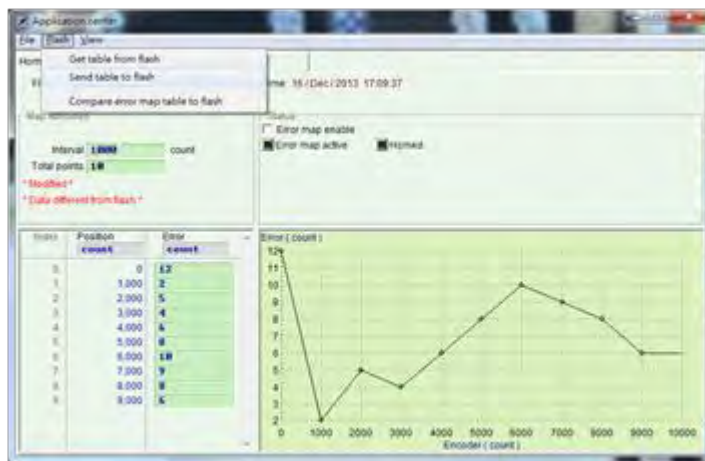 Application center
File Flash View
Get table from flash
Send table to flash
Compare error map table to flash
16/Dec/2013 17:09:37
Status
Error map enable
Error map active Homed
Interval 1000 count
Total points 10
*Modified*
*Data different from flash*
Index Position Error
count count
0 0 12
1 1,000 2
2 2,000 5
3 3,000 4
4 4,000 6
5 5,000 8
6 6,000 10
7 7,000 9
8 8,000 8
9 9,000 6
Error ( count )
12
11
10
9
8
7
6
5
4
3
2
0 1000 2000 3000 4000 5000 6000 7000 8000 9000 10000
Encoder ( count )